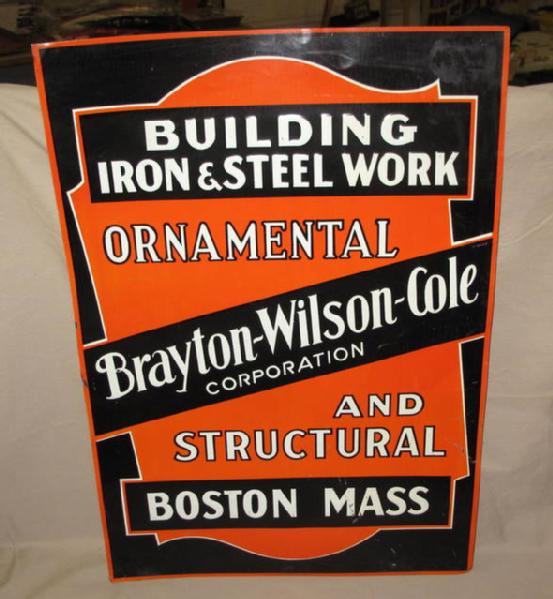 BUILDING
IRON & STEEL WORK
ORNAMENTAL
Brayton-Wilson-Cole
CORPORATION
AND
STRUCTURAL
BOSTON MASS